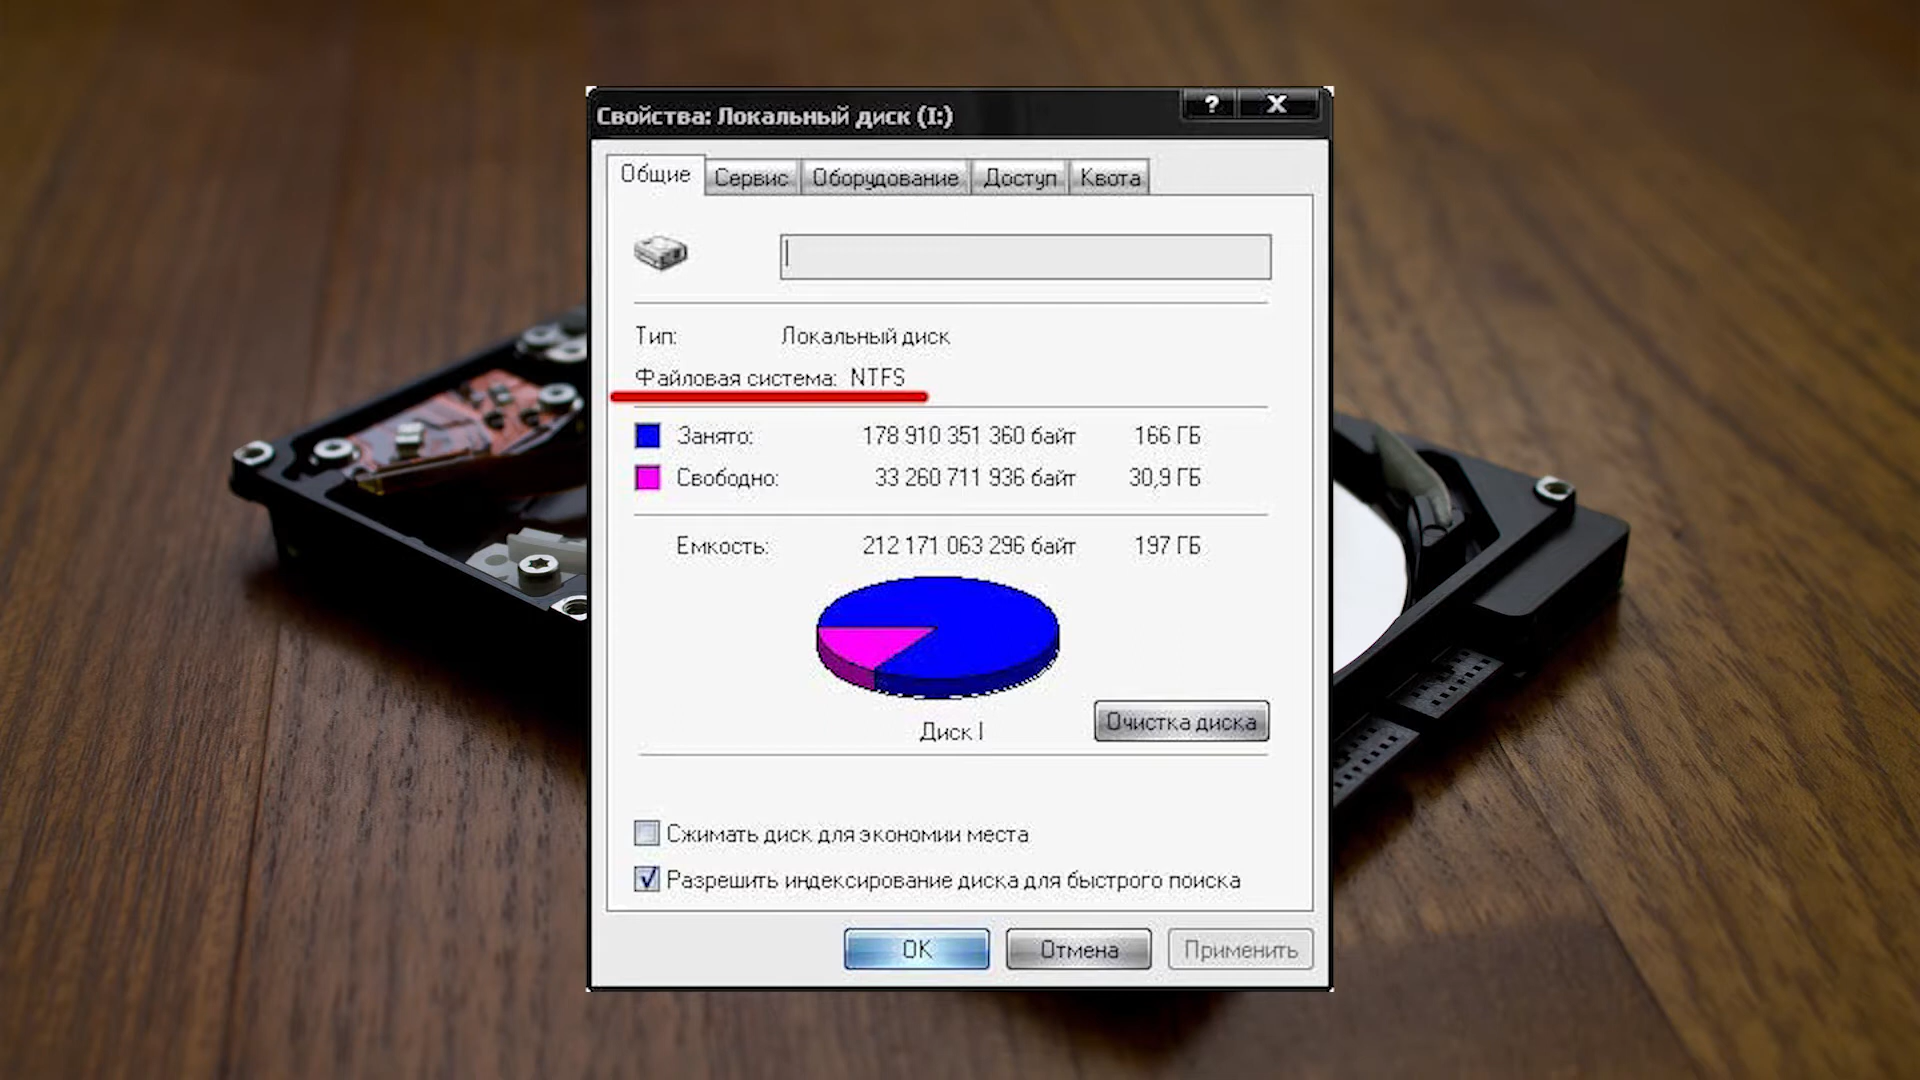 Свойства: Локальный диск (I:)
? X
Общие Сервис Оборудование Доступ Квота
Тип: Локальный диск
Файловая система: NTFS
Занято: 178 910 351 360 байт 166 ГБ
Свободно: 33 260 711 936 байт 30,9 ГБ
Емкость: 212 171 063 296 байт 197 ГБ
Диск I
Очистка диска
Сжимать диск для экономии места
Разрешить индексирование диска для быстрого поиска
ОК Отмена Применить